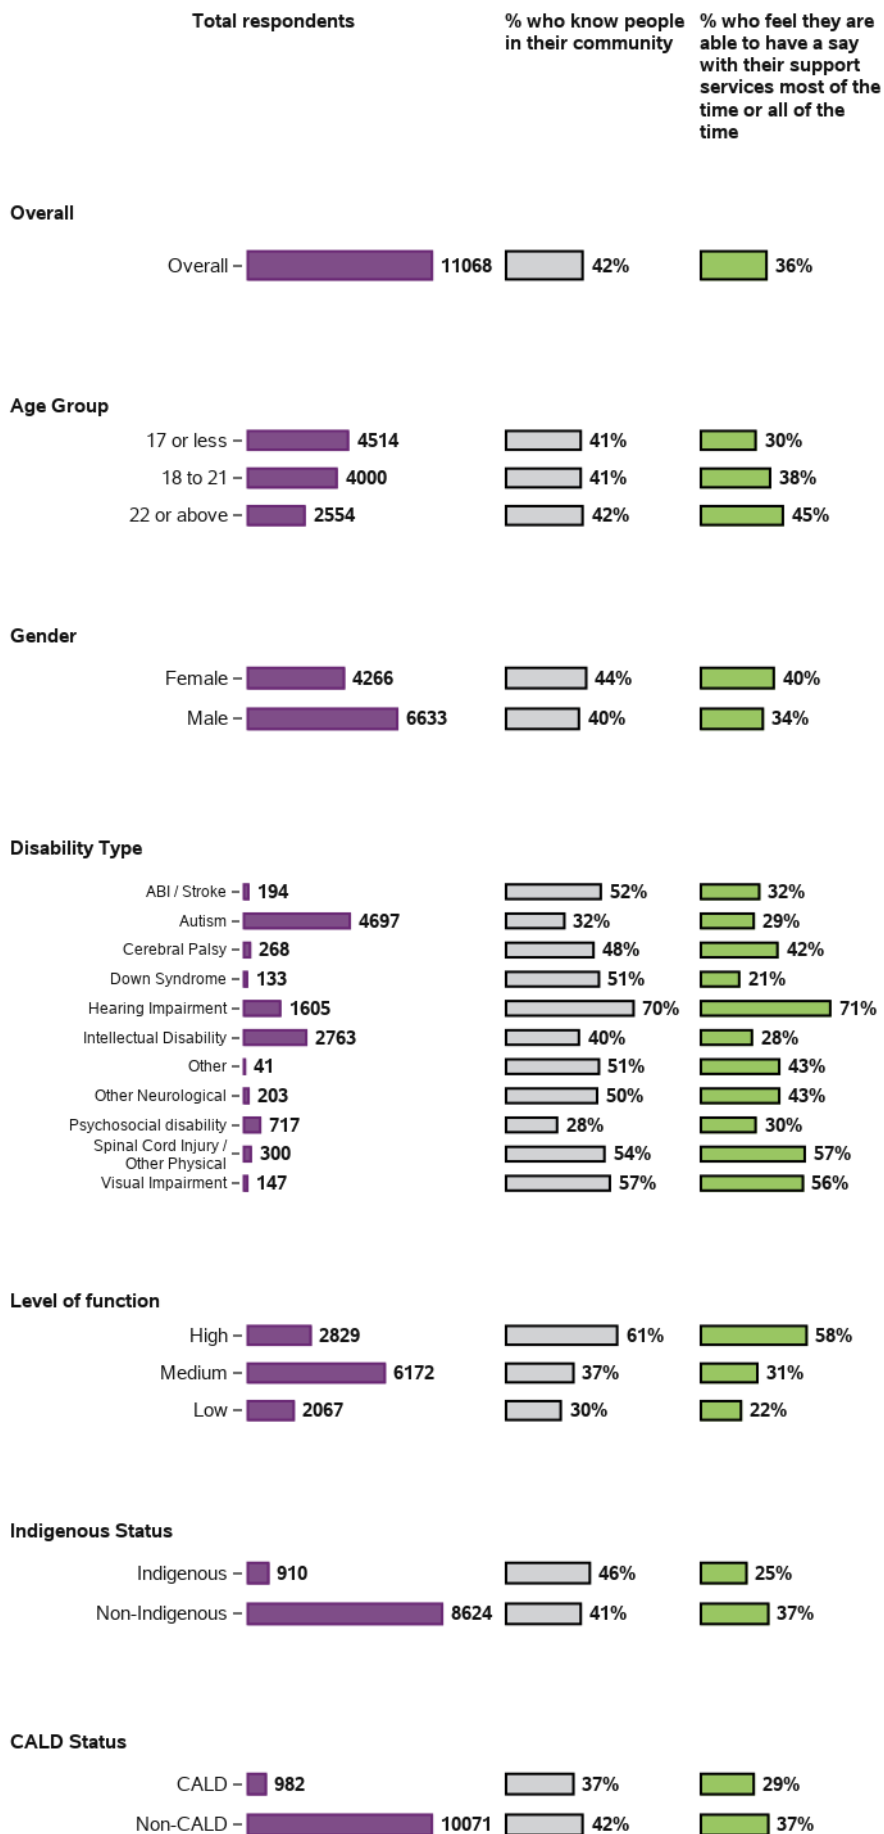 Total respondents
% who know people
in their community
% who feel they are
able to have a say
with their support
services most of the
time or all of the
time
Overall
Overall 11068 42% 36%
Age Group
17 or less 4514 41% 30%
18 to 21 4000 41% 38%
22 or above 2554 42% 45%
Gender
Female 4266 44% 40%
Male 6633 40% 34%
Disability Type
ABI / Stroke 194 52% 32%
Autism 4697 32% 29%
Cerebral Palsy 268 48% 42%
Down Syndrome 133 51% 21%
Hearing Impairment 1605 70% 71%
Intellectual Disability 2763 40% 28%
Other 41 51% 43%
Other Neurological 203 50% 43%
Psychosocial disability 717 28% 30%
Spinal Cord Injury /
Other Physical 300 54% 57%
Visual Impairment 147 57% 56%
Level of function
High 2829 61% 58%
Medium 6172 37% 31%
Low 2067 30% 22%
Indigenous Status
Indigenous 910 46% 25%
Non-Indigenous 8624 41% 37%
CALD Status
CALD 982 37% 29%
Non-CALD 10071 42% 37%